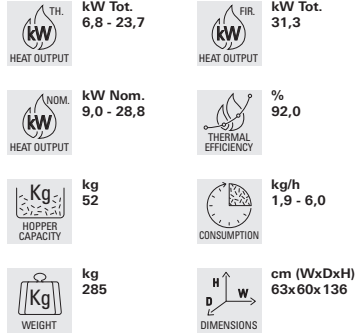 TH.
kW
HEAT OUTPUT
kW Tot.
6,8 - 23,7
FIR.
kW
HEAT OUTPUT
kW Tot.
31,3
NOM.
kW
HEAT OUTPUT
kW Nom.
9,0 - 28,8
THERMAL
EFFICIENCY
%
92,0
Kg
HOPPER
CAPACITY
kg
52
CONSUMPTION
kg/h
1,9 - 6,0
Kg
WEIGHT
kg
285
H
D
W
DIMENSIONS
cm (WxDxH)
63x60x136